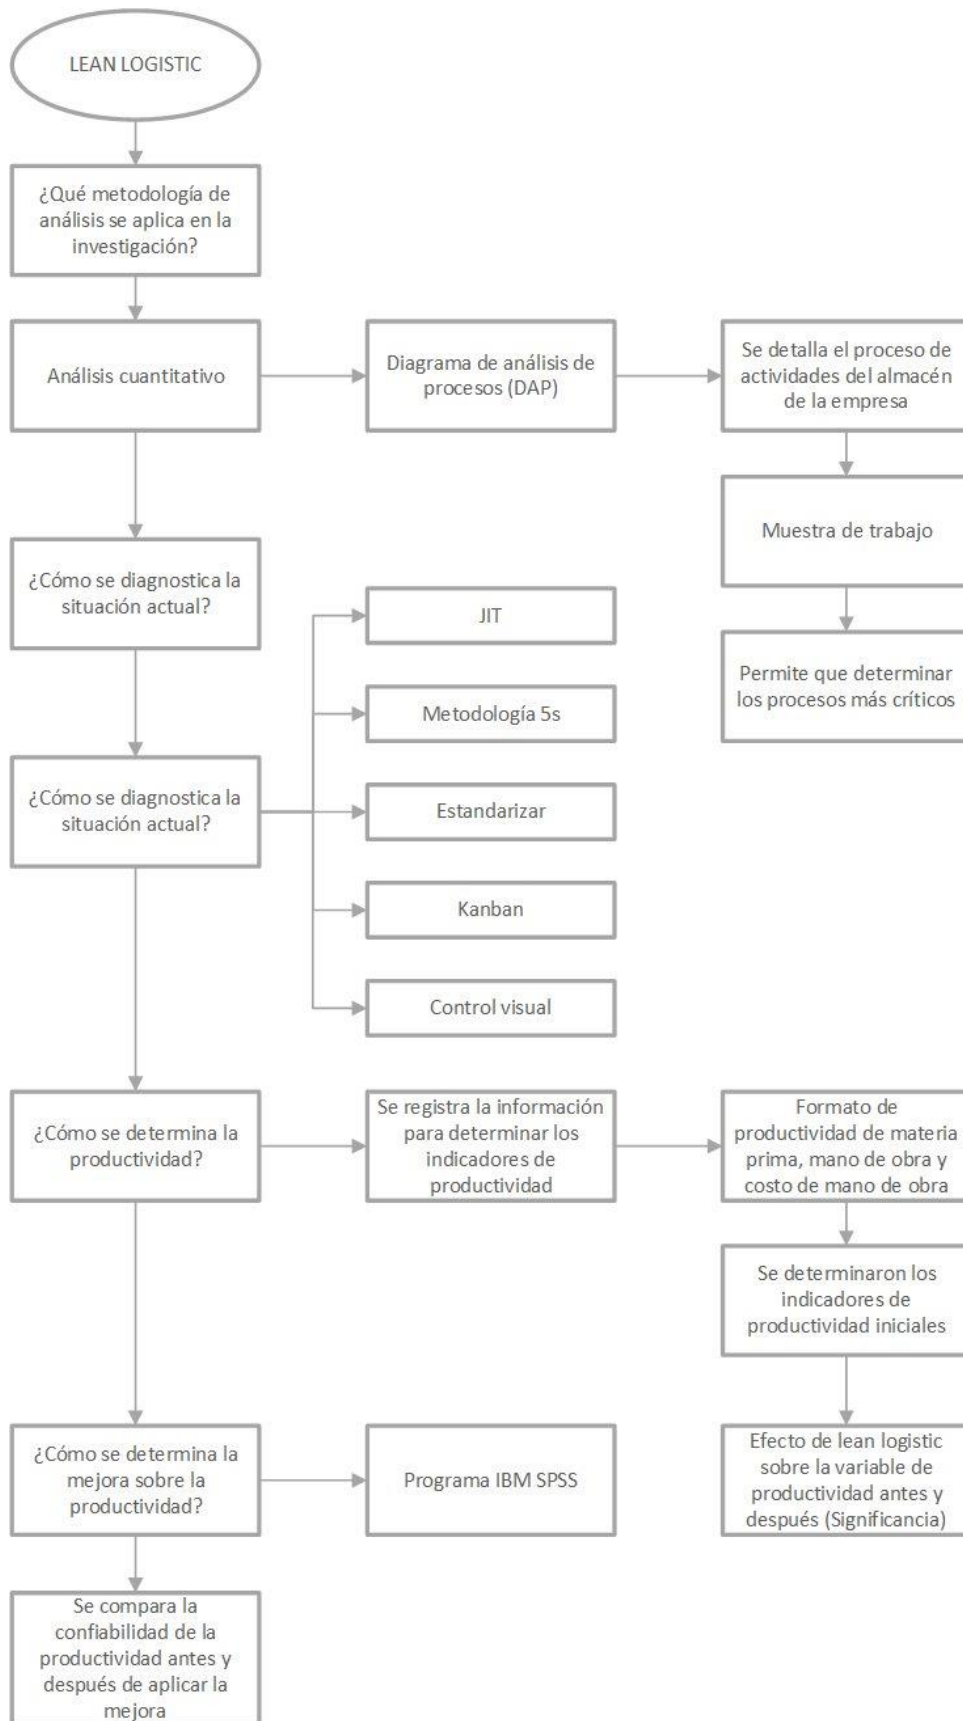 LEAN LOGISTIC
¿Qué metodología de
análisis se aplica en la
investigación?
Análisis cuantitativo
Diagrama de análisis de
procesos (DAP)
Se detalla el proceso de
actividades del almacén
de la empresa
Muestra de trabajo
Permite que determinar
los procesos más críticos
¿Cómo se diagnostica la
situación actual?
¿Cómo se diagnostica la
situación actual?
JIT
Metodología 5s
Estandarizar
Kanban
Control visual
¿Cómo se determina la
productividad?
Se registra la información
para determinar los
indicadores de
productividad
Formato de
productividad de materia
prima, mano de obra y
costo de mano de obra
Se determinaron los
indicadores de
productividad iniciales
Efecto de lean logistic
sobre la variable de
productividad antes y
después (Significancia)
¿Cómo se determina la
mejora sobre la
productividad?
Programa IBM SPSS
Se compara la
confiabilidad de la
productividad antes y
después de aplicar la
mejora